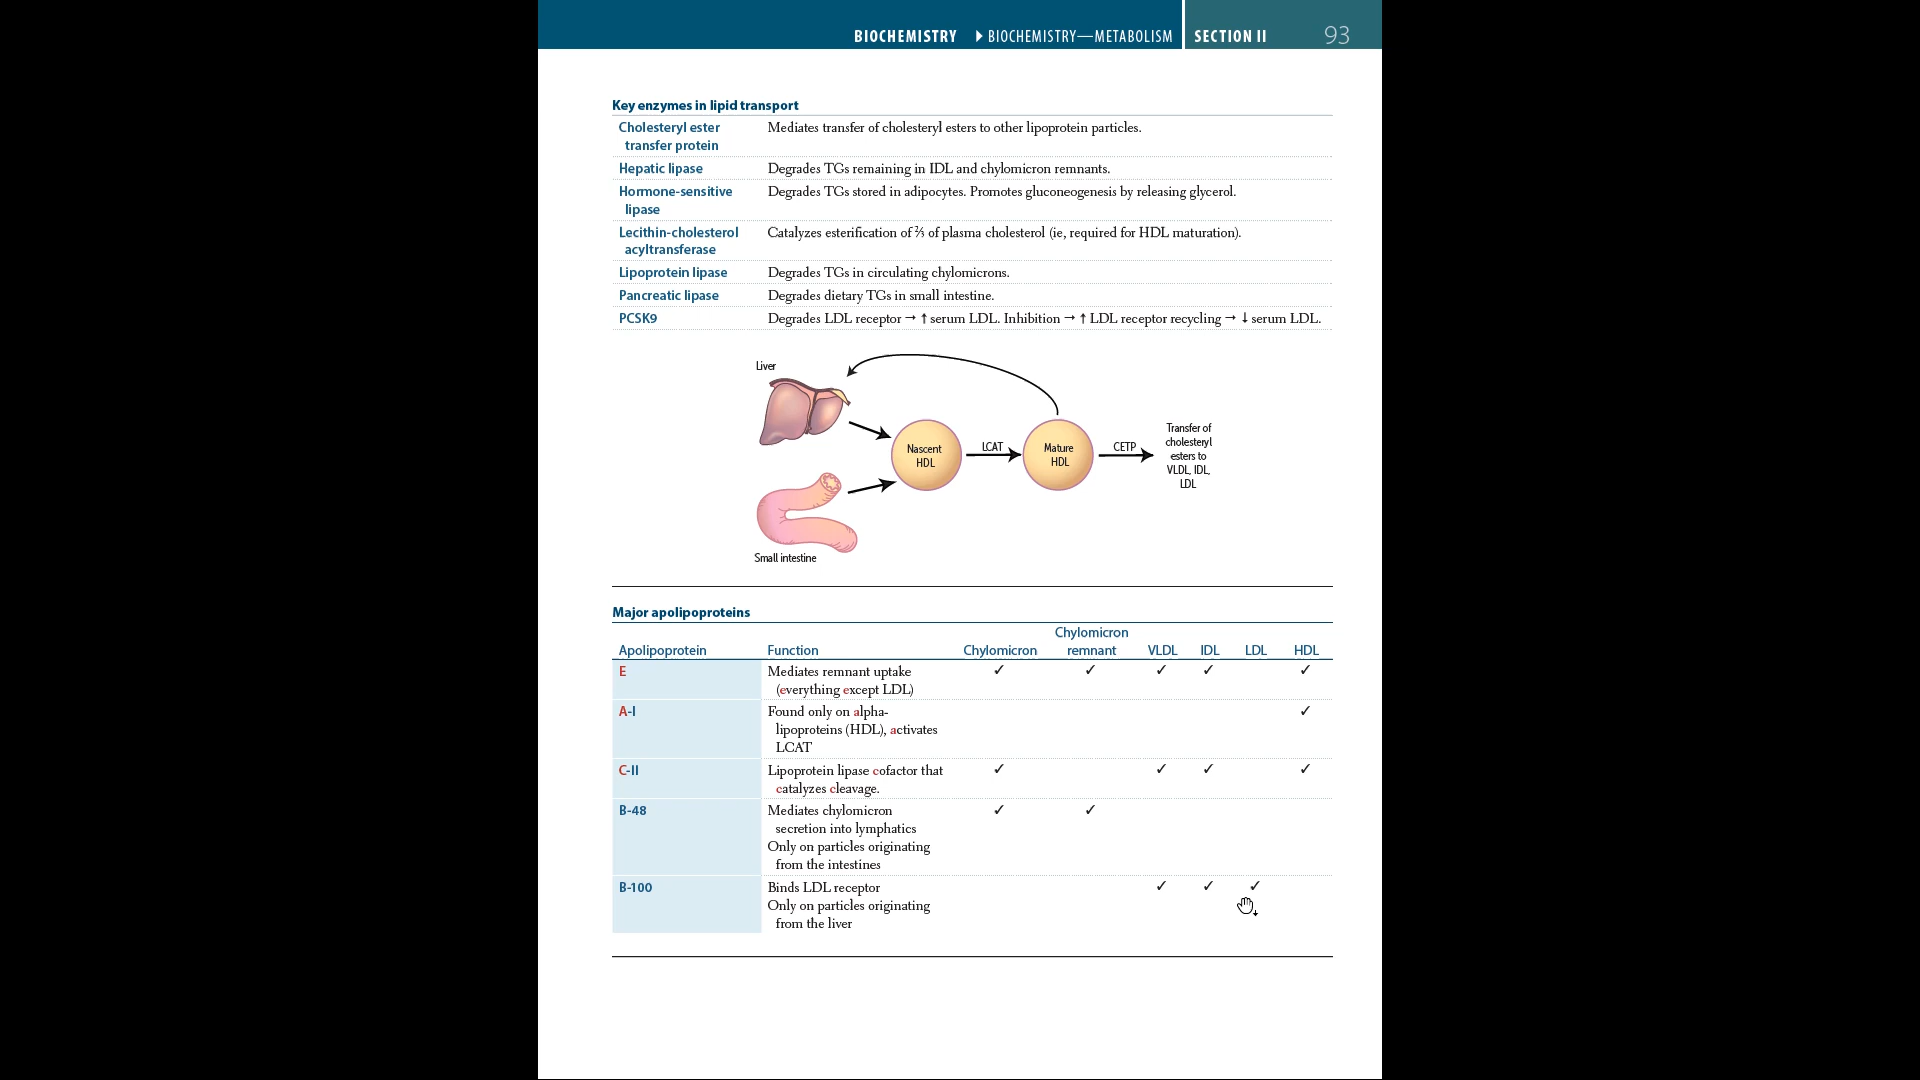 BIOCHEMISTRY ▶ BIOCHEMISTRY—METABOLISM SECTION II 93
Key enzymes in lipid transport
Cholesteryl ester Mediates transfer of cholesteryl esters to other lipoprotein particles.
transfer protein
Hepatic lipase Degrades TGs remaining in IDL and chylomicron remnants.
Hormone-sensitive Degrades TGs stored in adipocytes. Promotes gluconeogenesis by releasing glycerol.
lipase
Lecithin-cholesterol Catalyzes esterification of ⅔ of plasma cholesterol (ie, required for HDL maturation).
acyltransferase
Lipoprotein lipase Degrades TGs in circulating chylomicrons.
Pancreatic lipase Degrades dietary TGs in small intestine.
PCSK9 Degrades LDL receptor → ↑ serum LDL. Inhibition → ↑ LDL receptor recycling → ↓ serum LDL.
Liver
Nascent
HDL
LCAT
Mature
HDL
CETP
Transfer of
cholesteryl
esters to
VLDL, IDL,
LDL
Small intestine
Major apolipoproteins
Chylomicron
Apolipoprotein Function Chylomicron remnant VLDL IDL LDL HDL
E Mediates remnant uptake ✓ ✓ ✓ ✓ ✓
(everything except LDL)
A-I Found only on alpha- ✓
lipoproteins (HDL), activates
LCAT
C-II Lipoprotein lipase cofactor that ✓ ✓ ✓ ✓
catalyzes cleavage.
B-48 Mediates chylomicron ✓ ✓
secretion into lymphatics
Only on particles originating
from the intestines
B-100 Binds LDL receptor ✓ ✓ ✓
Only on particles originating
from the liver